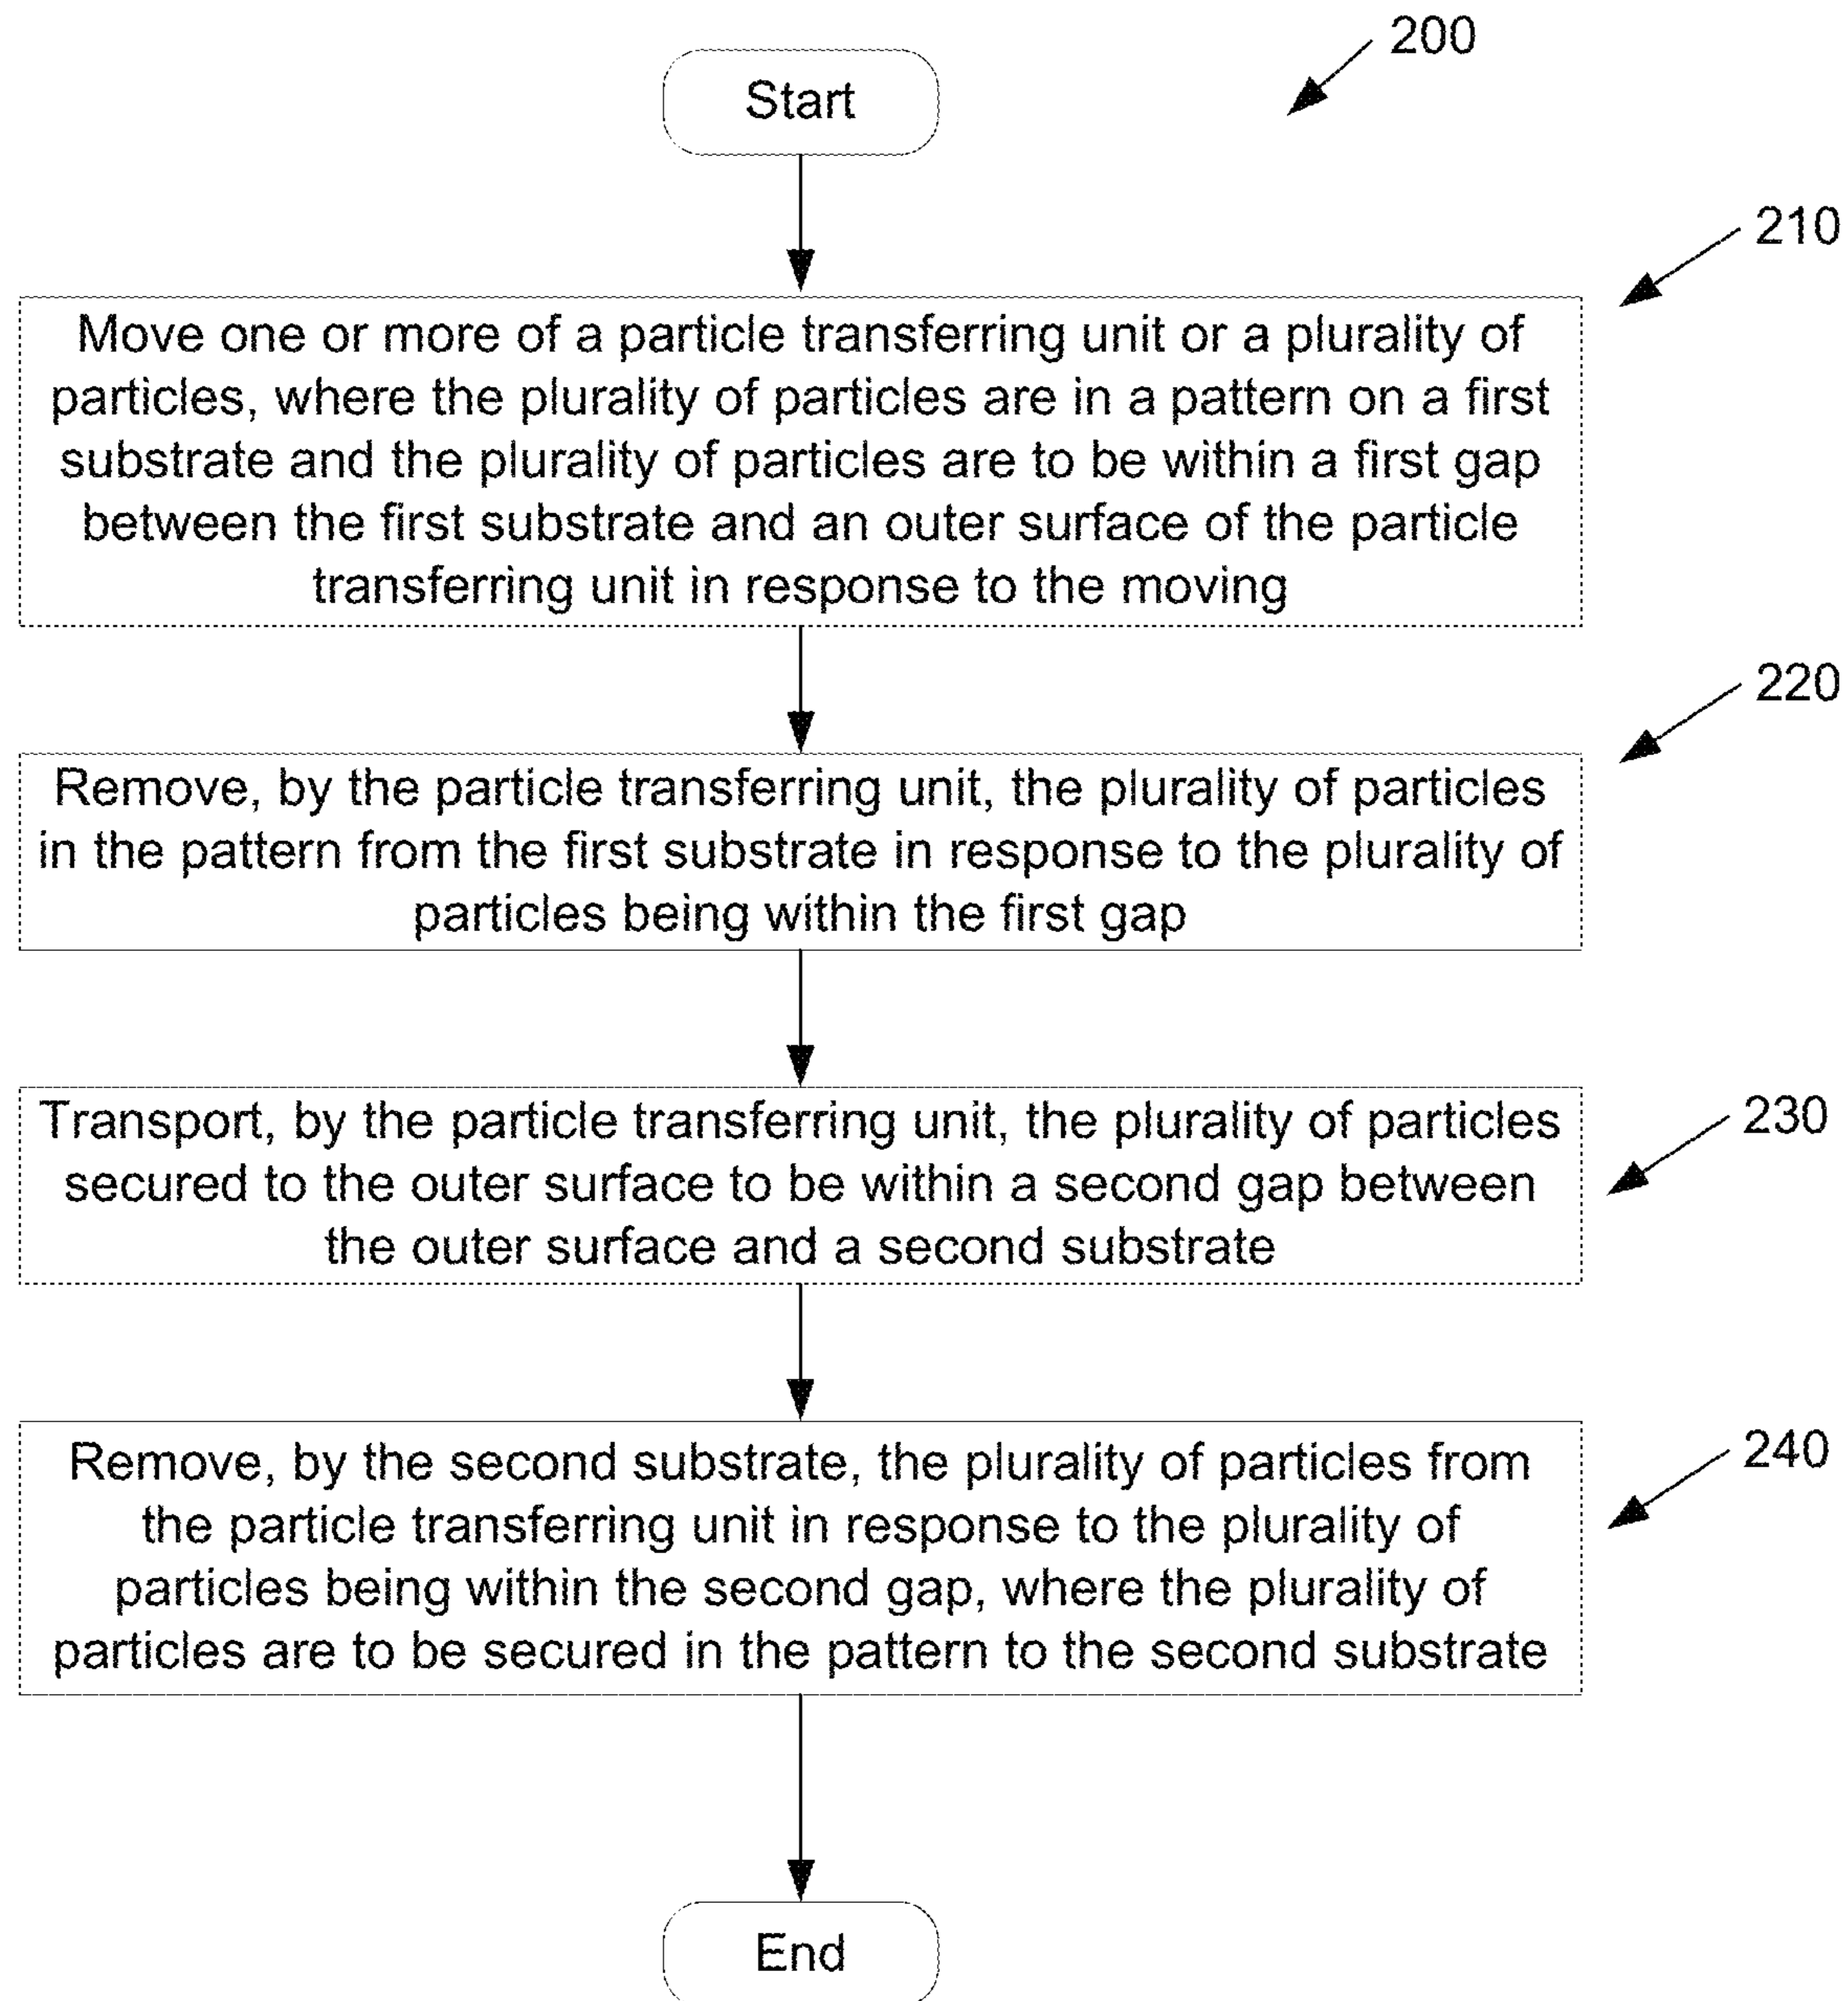 200
Start
210
Move one or more of a particle transferring unit or a plurality of
particles, where the plurality of particles are in a pattern on a first
substrate and the plurality of particles are to be within a first gap
between the first substrate and an outer surface of the particle
transferring unit in response to the moving
220
Remove, by the particle transferring unit, the plurality of particles
in the pattern from the first substrate in response to the plurality of
particles being within the first gap
230
Transport, by the particle transferring unit, the plurality of particles
secured to the outer surface to be within a second gap between
the outer surface and a second substrate
240
Remove, by the second substrate, the plurality of particles from
the particle transferring unit in response to the plurality of
particles being within the second gap, where the plurality of
particles are to be secured in the pattern to the second substrate
End